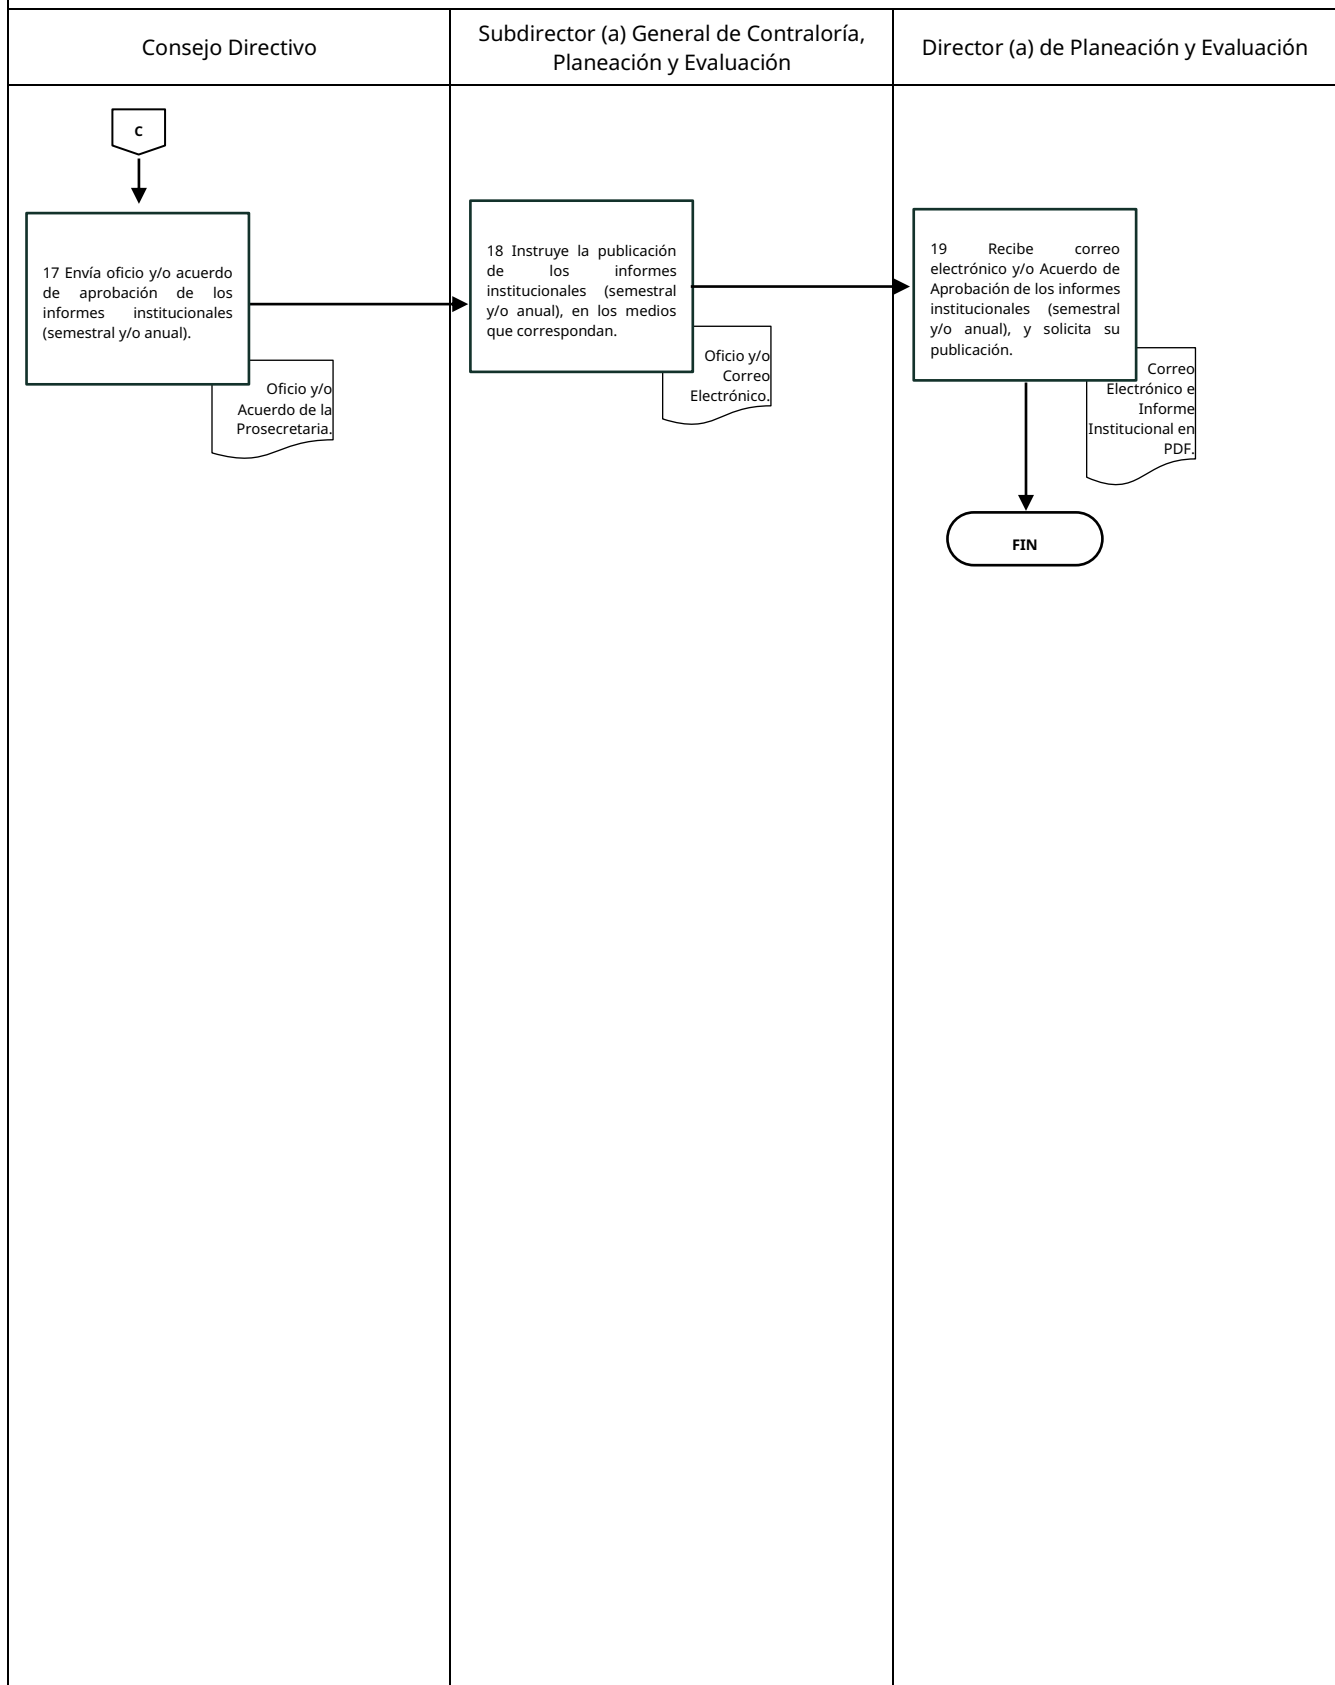 Consejo Directivo
Subdirector (a) General de Contraloría,
Planeación y Evaluación
Director (a) de Planeación y Evaluación
C
17 Envía oficio y/o acuerdo
de aprobación de los
informes institucionales
(semestral y/o anual).
Oficio y/o
Acuerdo de la
Prosecretaria.
18 Instruye la publicación
de los informes
institucionales (semestral
y/o anual), en los medios
que correspondan.
Oficio y/o
Correo
Electrónico.
19 Recibe correo
electrónico y/o Acuerdo de
Aprobación de los informes
institucionales (semestral
y/o anual), y solicita su
publicación.
Correo
Electrónico e
Informe
Institucional en
PDF.
FIN